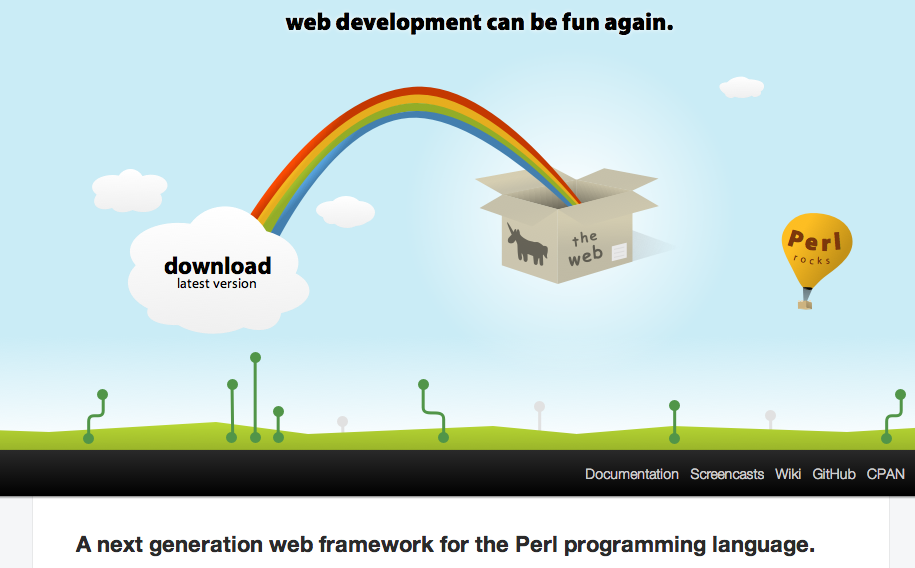 web development can be fun again.
download
latest version
the
web
Perl
rocks
Documentation Screencasts Wiki GitHub CPAN
A next generation web framework for the Perl programming language.